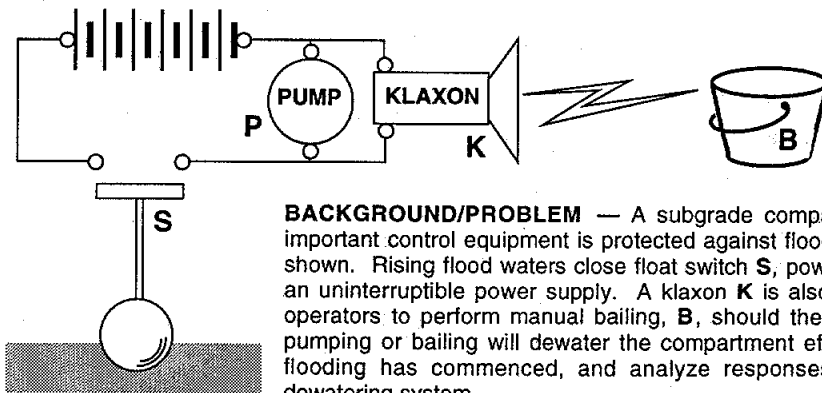 PUMP
KLAXON
P
K
B
S
BACKGROUND/PROBLEM — A subgrade
important control equipment is protected against
shown. Rising flood waters close float switch S,
an uninterruptible power supply. A klaxon K is also
operators to perform manual bailing, B, should the
pumping or bailing will dewater the compartment
flooding has commenced, and analyze responses
dewatering system